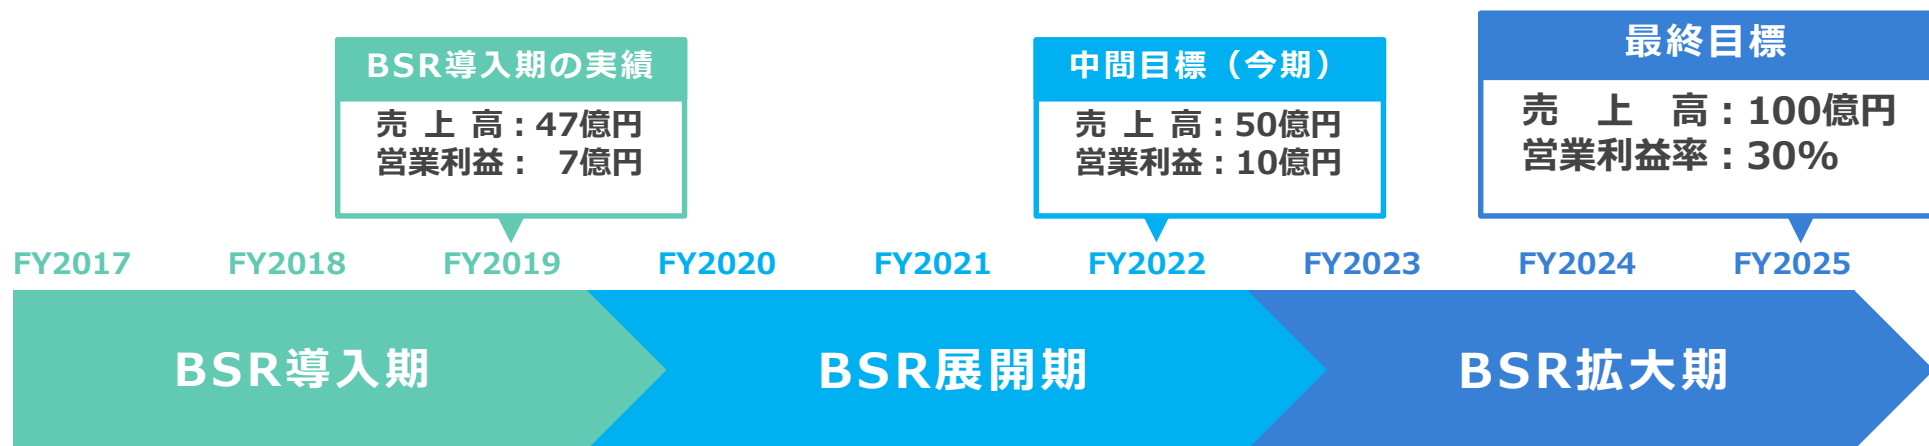 BSR導入期の実績
売 上 高：47億円
営業利益： 7億円
中間目標（今期）
売 上 高：50億円
営業利益：10億円
最終目標
売 上 高：100億円
営業利益率：30%
FY2017 FY2018 FY2019 FY2020 FY2021 FY2022 FY2023 FY2024 FY2025
BSR導入期 BSR展開期 BSR拡大期